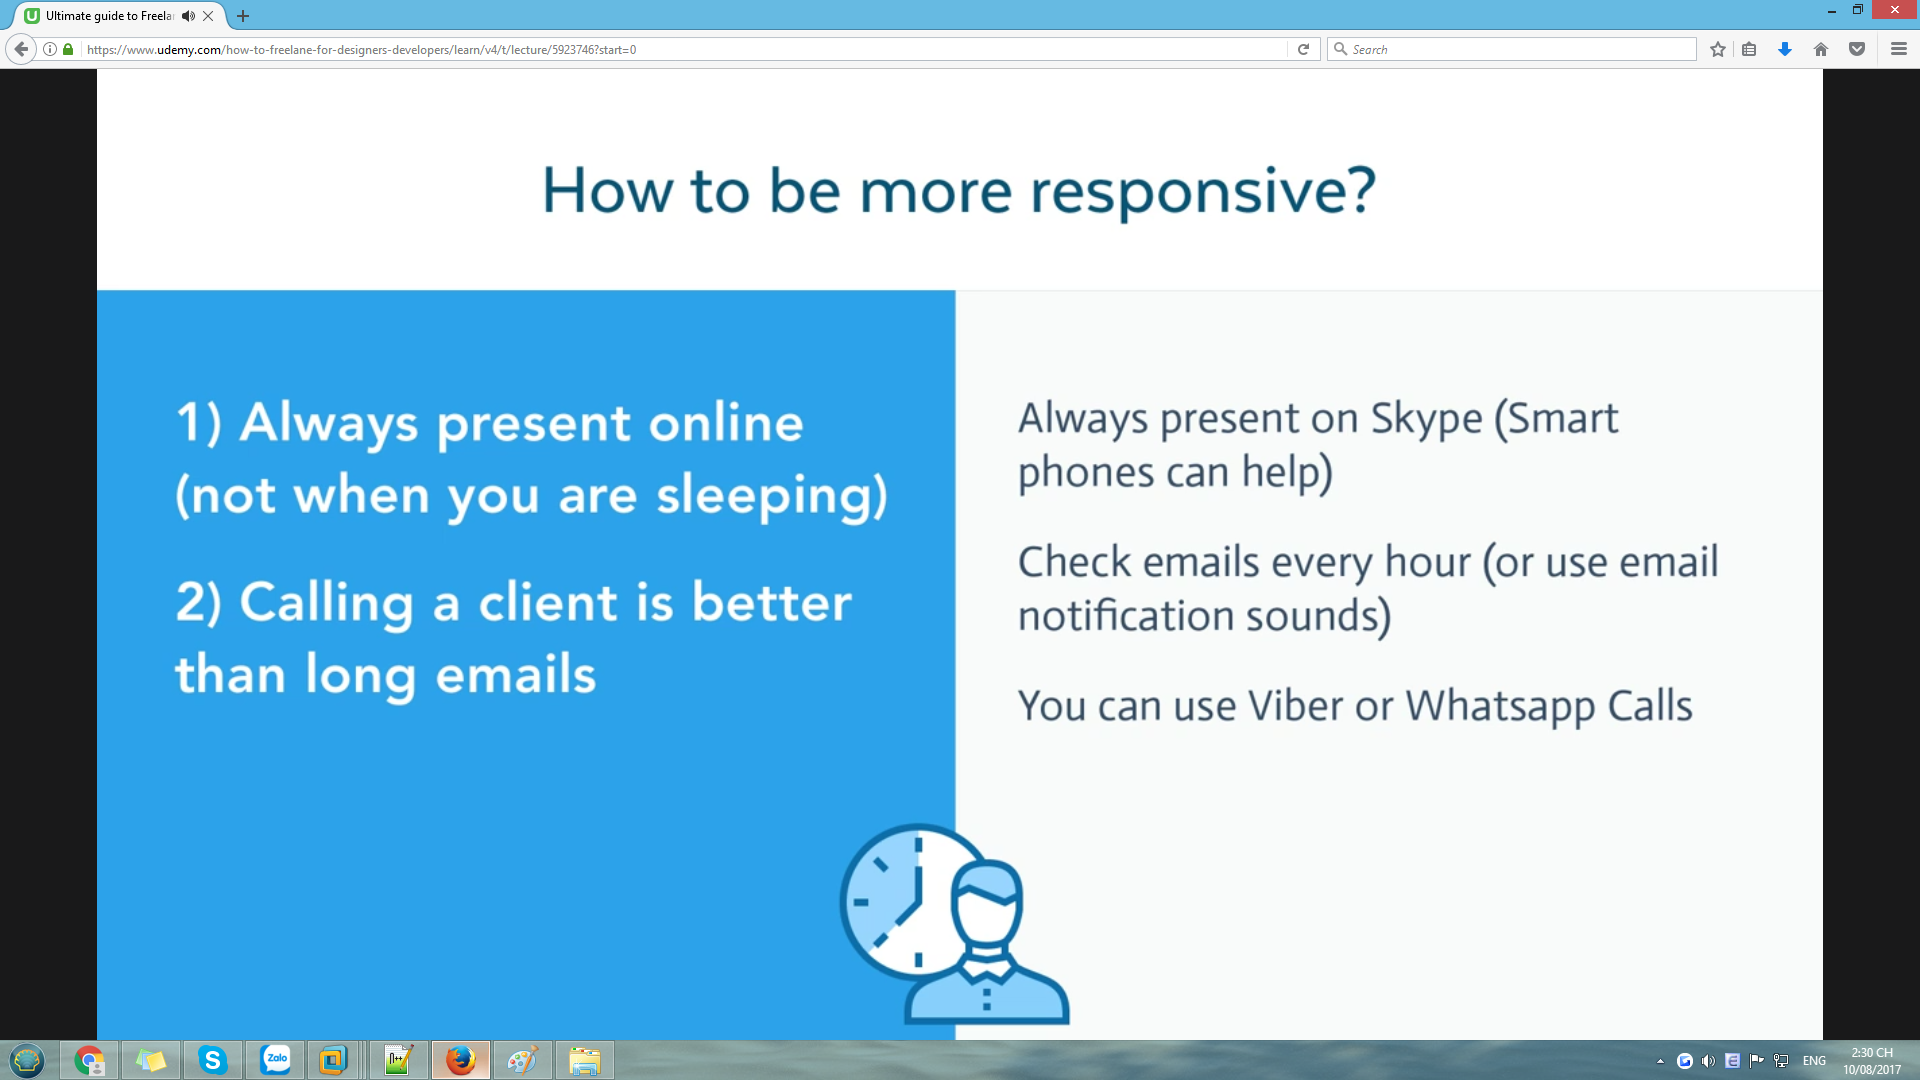 Ultimate guide to Freela
https://www.udemy.com/how-to-freelane-for-designers-developers/learn/v4/t/lecture/5923746?start=0
Search
How to be more responsive?
1) Always present online
(not when you are sleeping)
2) Calling a client is better
than long emails
Always present on Skype (Smart
phones can help)
Check emails every hour (or use email
notification sounds)
You can use Viber or Whatsapp Calls
Zalo
ENG
2:30 CH
10/08/2017